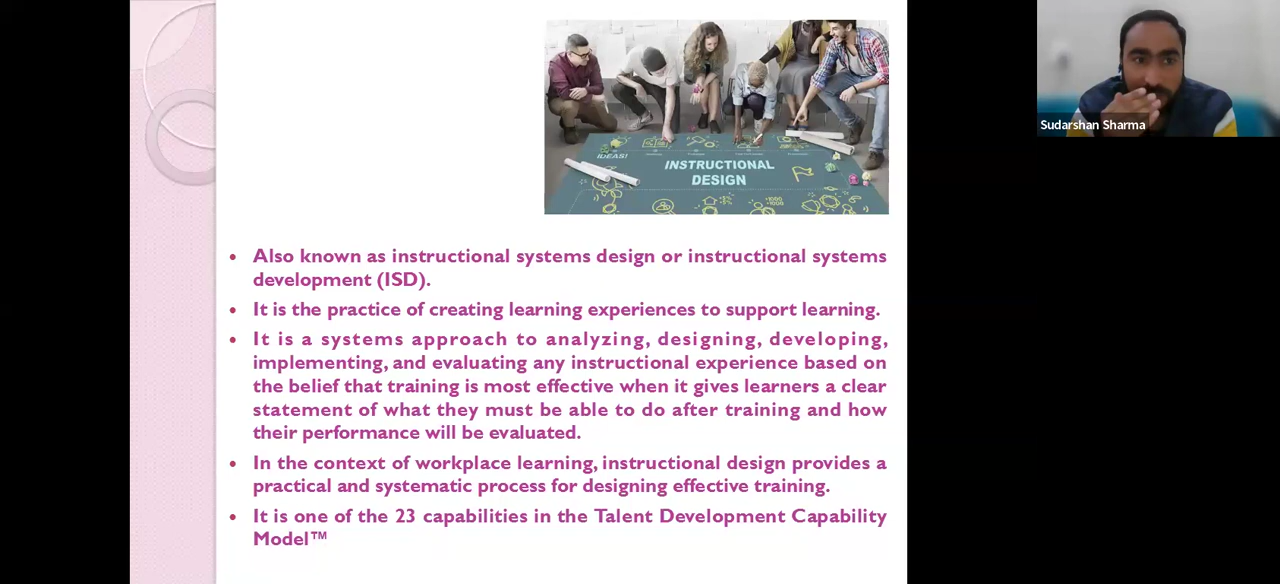 Sudarshan Sharma
IDEAS!
INSTRUCTIONAL
DESIGN
• Also known as instructional systems design or instructional systems
development (ISD).
• It is the practice of creating learning experiences to support learning.
• It is a systems approach to analyzing, designing, developing,
implementing, and evaluating any instructional experience based on
the belief that training is most effective when it gives learners a clear
statement of what they must be able to do after training and how
their performance will be evaluated.
• In the context of workplace learning, instructional design provides a
practical and systematic process for designing effective training.
• It is one of the 23 capabilities in the Talent Development Capability
Model™